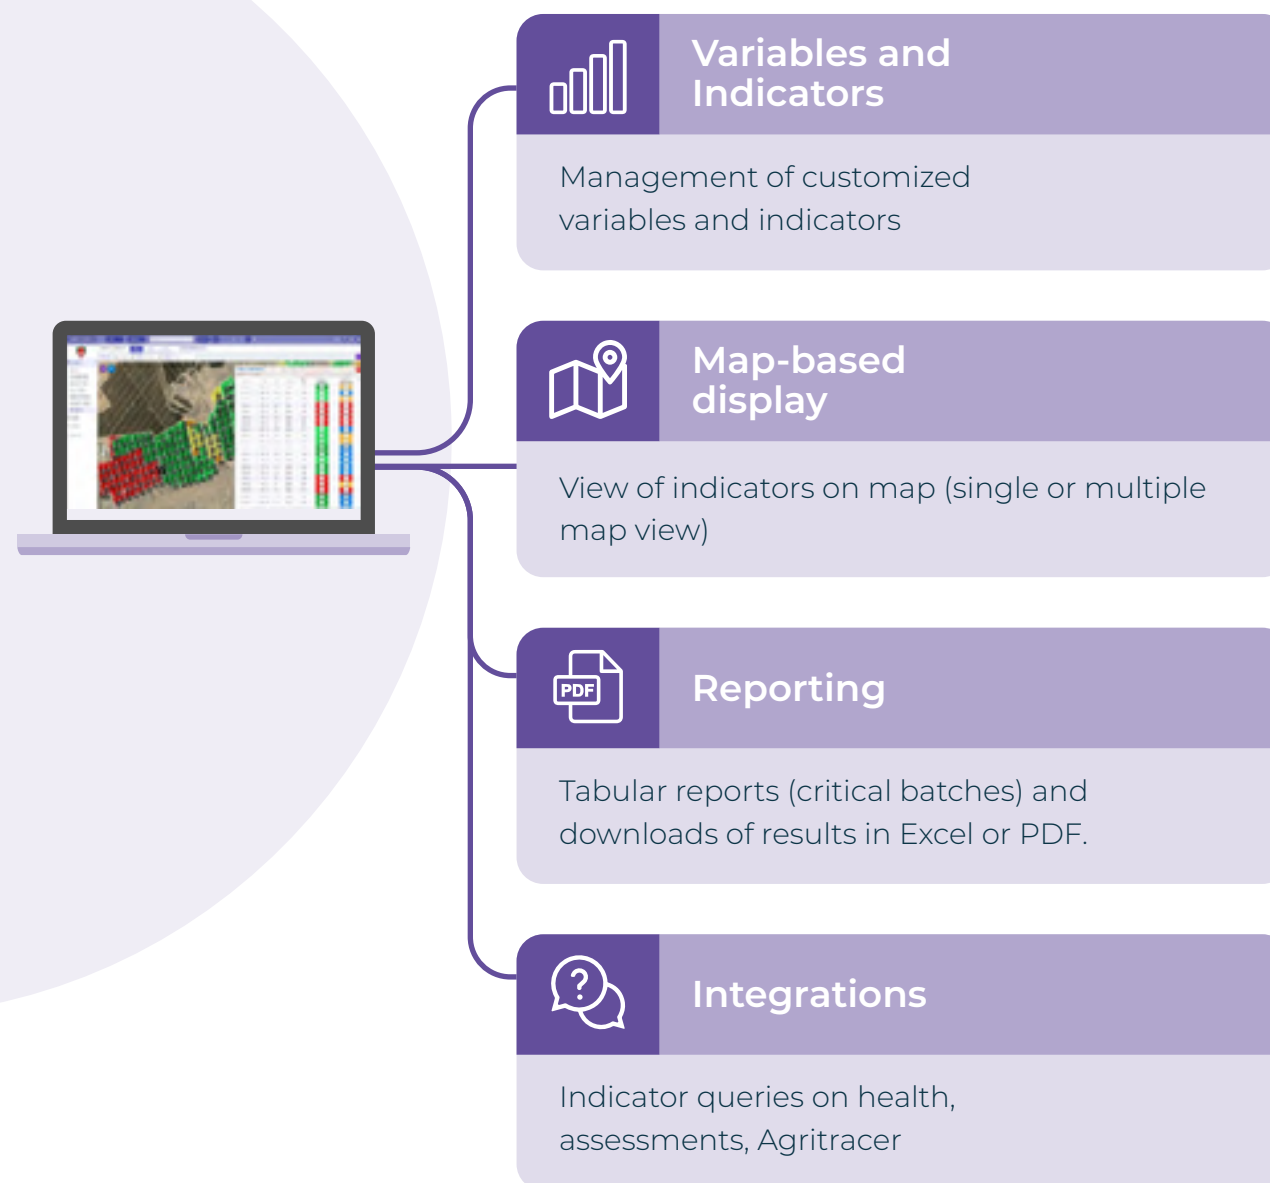 Variables and
Indicators
Management of customized
variables and indicators
Map-based
display
View of indicators on map (single or multiple
map view)
PDF
Reporting
Tabular reports (critical batches) and
downloads of results in Excel or PDF.
?
Integrations
Indicator queries on health,
assessments, Agritracer